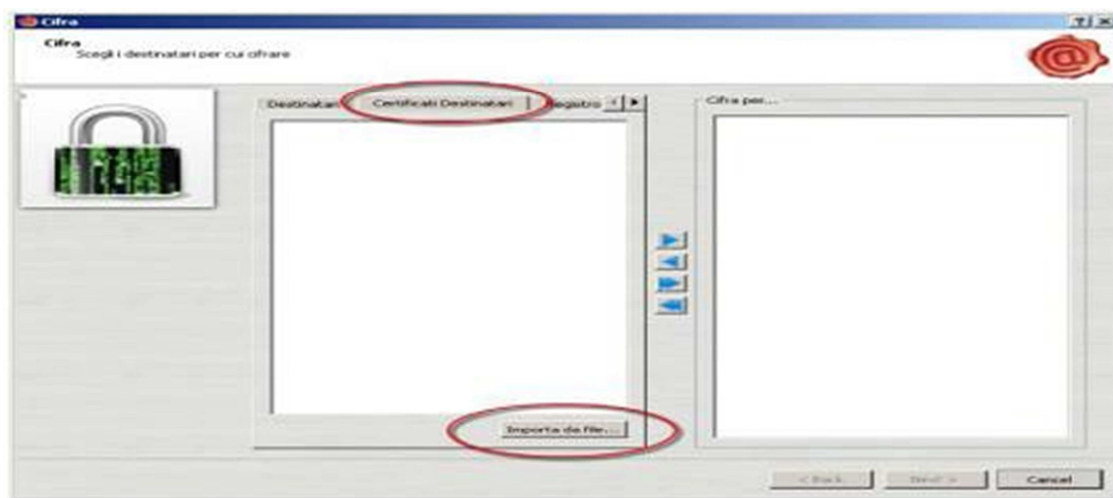 Cifra
Cifra
Scegli i destinatari per cui cifrare
Destinatari
Certificati Destinatari
Registro
Cifra per...
Importa da file...
< Back
Next >
Cancel